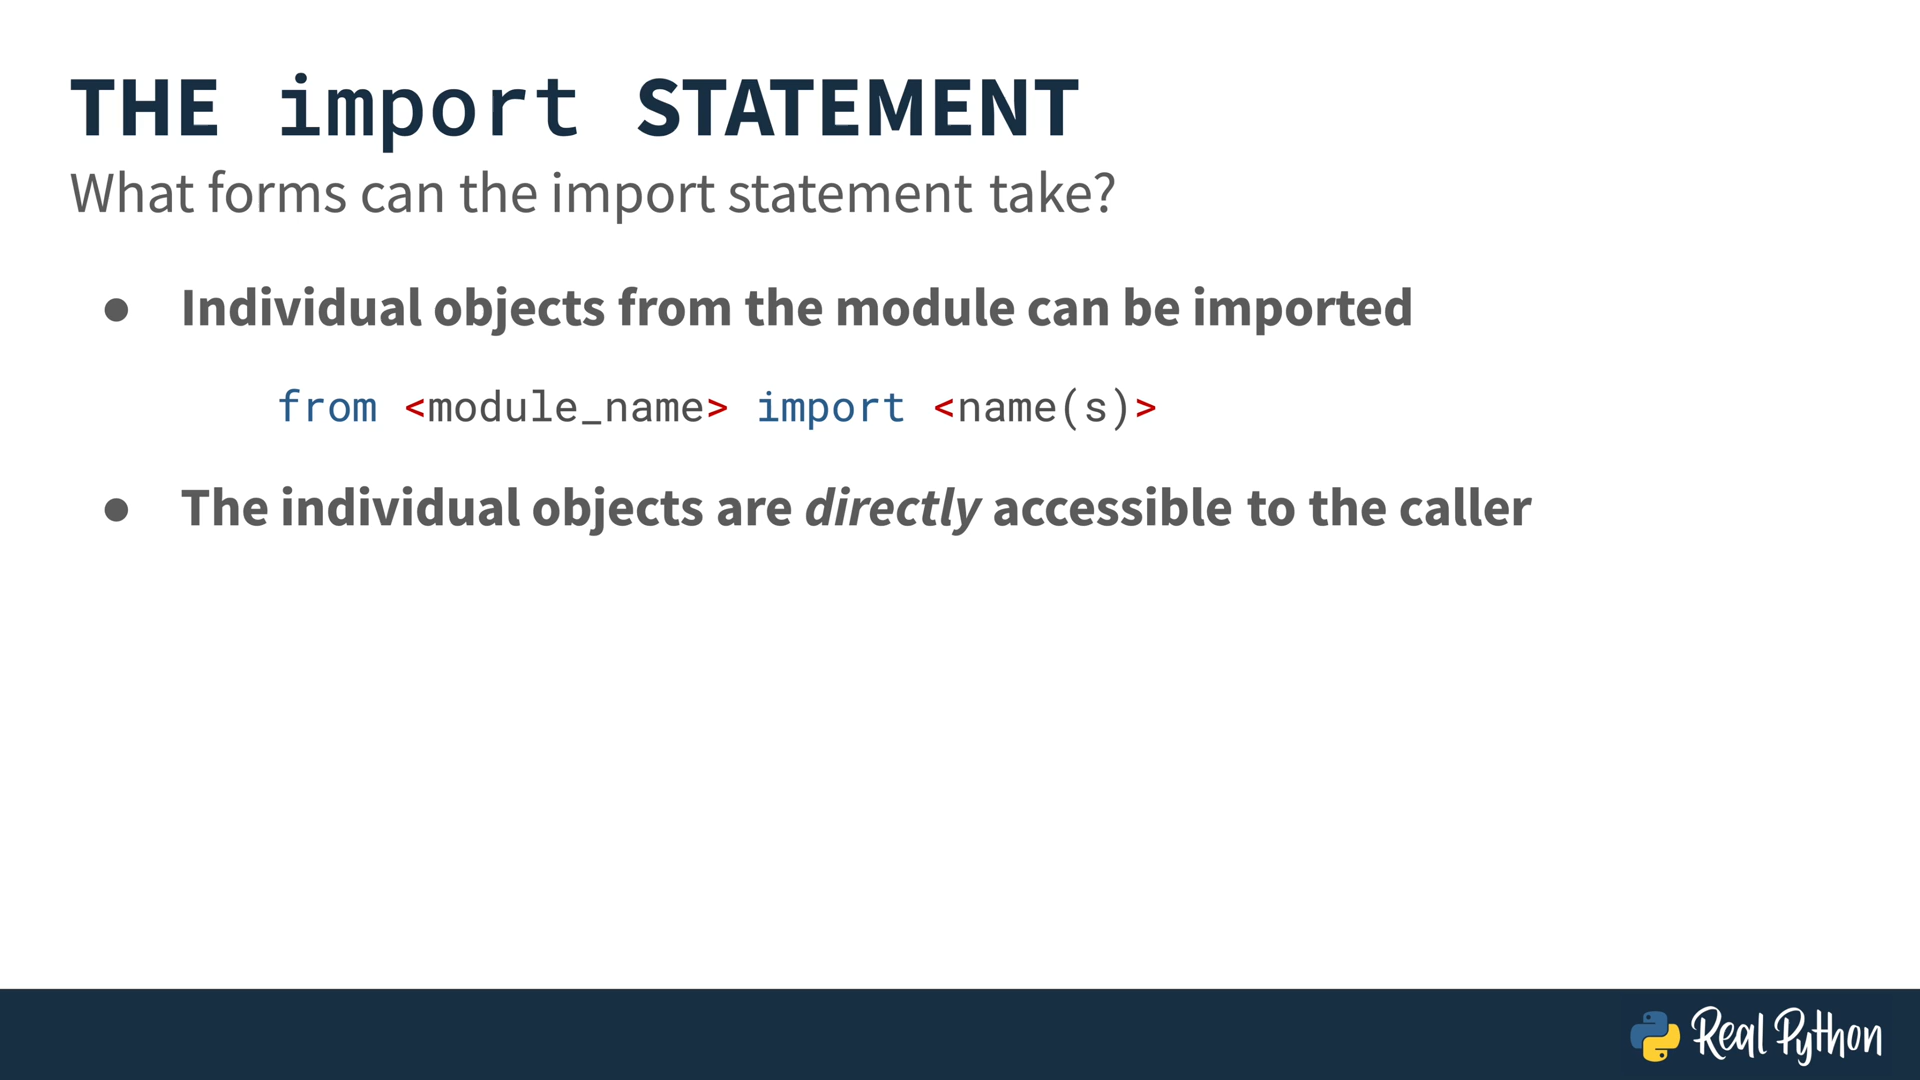 THE import STATEMENT
What forms can the import statement take?
● Individual objects from the module can be imported
from <module_name> import <name(s)>
● The individual objects are directly accessible to the caller
Real Python